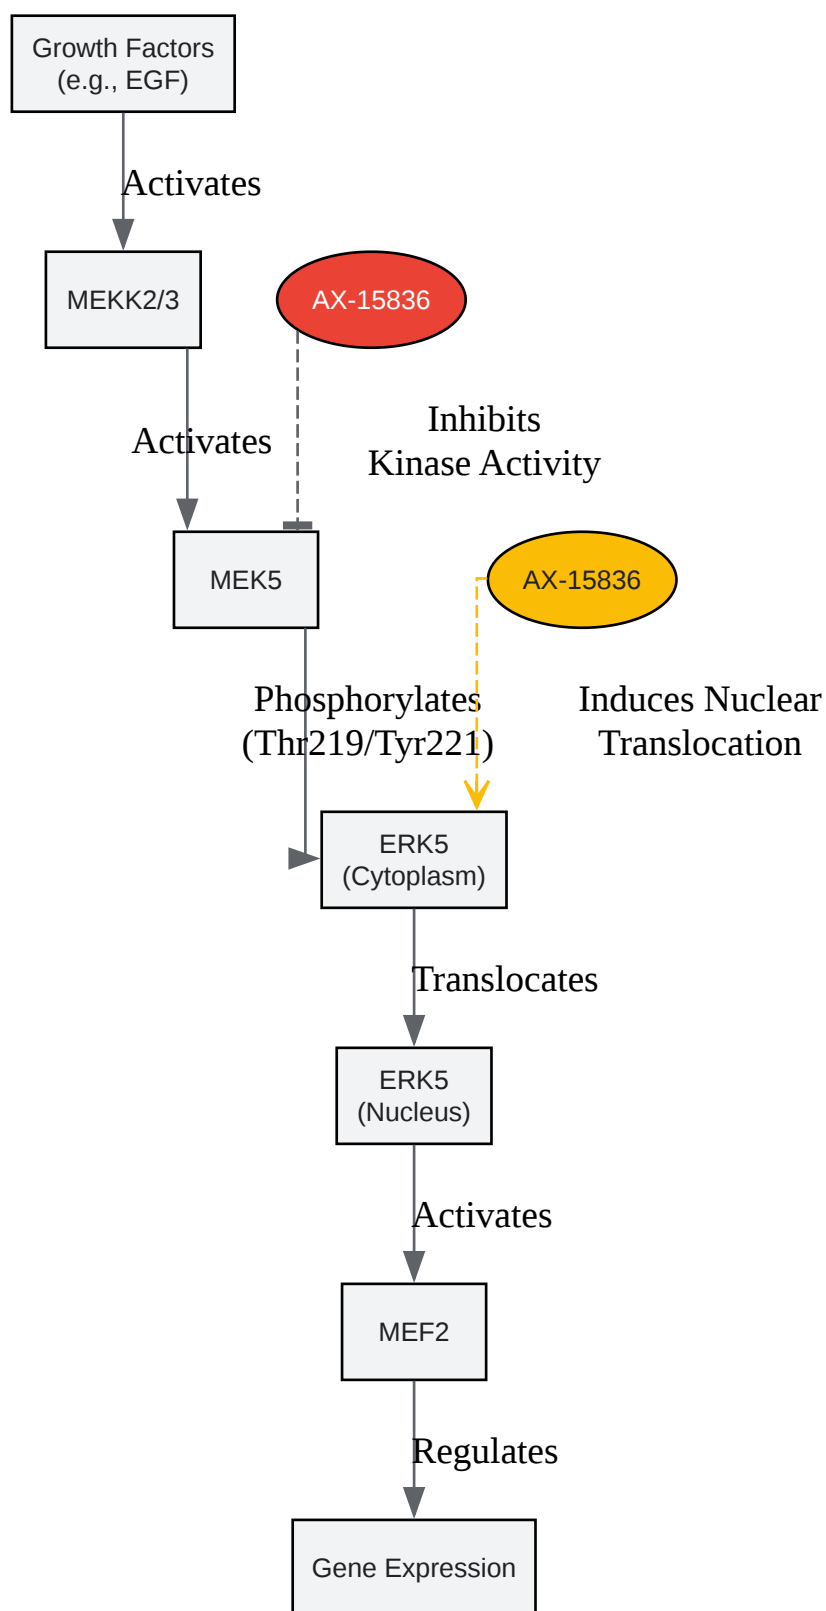 Growth Factors
(e.g., EGF)
Activates
MEKK2/3
AX-15836
Activates
Inhibits
Kinase Activity
MEK5
AX-15836
Phosphorylates
(Thr219/Tyr221)
Induces Nuclear
Translocation
ERK5
(Cytoplasm)
Translocates
ERK5
(Nucleus)
Activates
MEF2
Regulates
Gene Expression